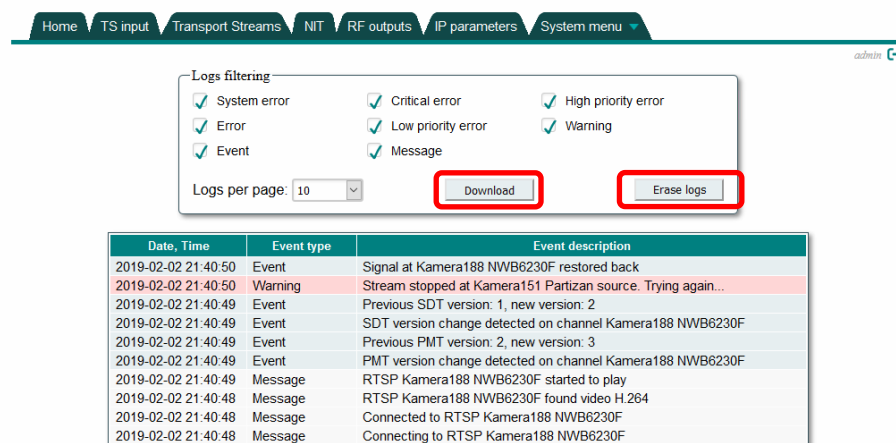 Home TS input Transport Streams NIT RF outputs IP parameters System menu
admin
Logs filtering
System error Critical error High priority error
Error Low priority error Warning
Event Message
Logs per page: 10 Download Erase logs
Date, Time Event type Event description
2019-02-02 21:40:50 Event Signal at Kamera188 NWB6230F restored back
2019-02-02 21:40:50 Warning Stream stopped at Kamera151 Partizan source. Trying again...
2019-02-02 21:40:49 Event Previous SDT version: 1, new version: 2
2019-02-02 21:40:49 Event SDT version change detected on channel Kamera188 NWB6230F
2019-02-02 21:40:49 Event Previous PMT version: 2, new version: 3
2019-02-02 21:40:49 Event PMT version change detected on channel Kamera188 NWB6230F
2019-02-02 21:40:49 Message RTSP Kamera188 NWB6230F started to play
2019-02-02 21:40:48 Message RTSP Kamera188 NWB6230F found video H.264
2019-02-02 21:40:48 Message Connected to RTSP Kamera188 NWB6230F
2019-02-02 21:40:48 Message Connecting to RTSP Kamera188 NWB6230F